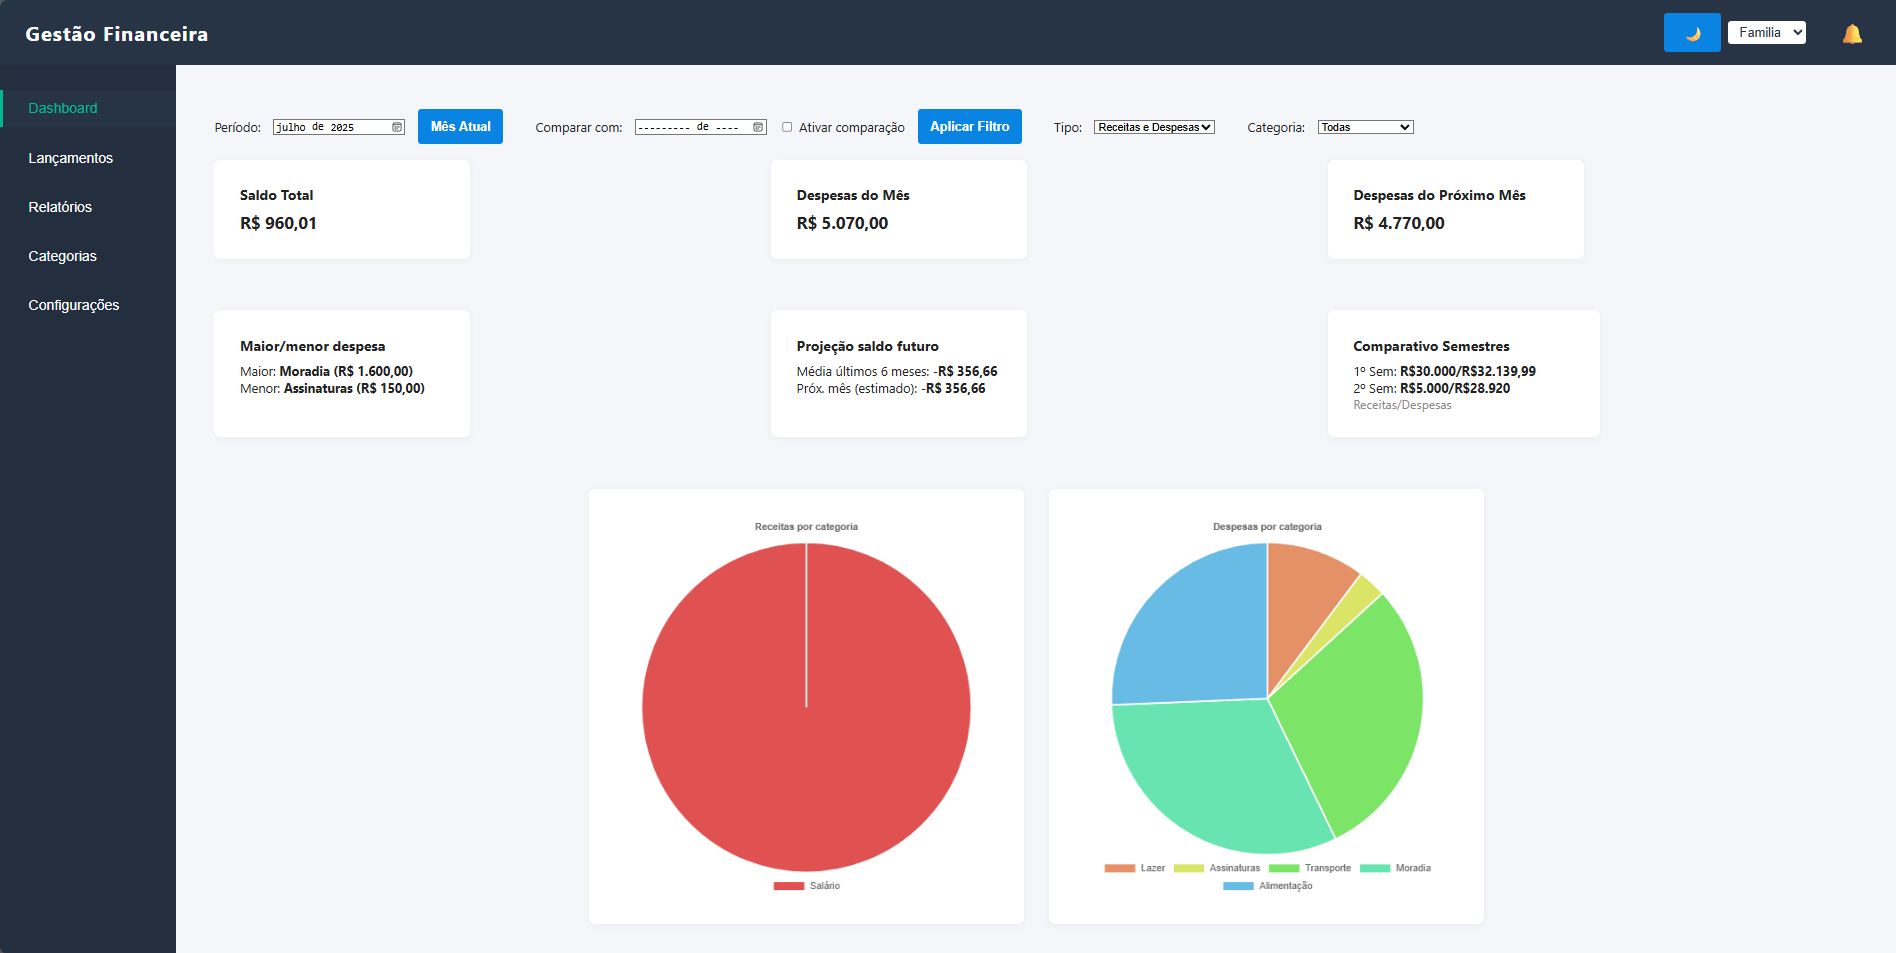 Gestão Financeira
Familia
Dashboard
Lançamentos
Relatórios
Categorias
Configurações
Período: julho de 2025 Mês Atual Comparar com: --------- de ---- Ativar comparação Aplicar Filtro Tipo: Receitas e Despesas Categoria: Todas
Saldo Total
R$ 960,01
Despesas do Mês
R$ 5.070,00
Despesas do Próximo Mês
R$ 4.770,00
Maior/menor despesa
Maior: Moradia (R$ 1.600,00)
Menor: Assinaturas (R$ 150,00)
Projeção saldo futuro
Média últimos 6 meses: -R$ 356,66
Próx. mês (estimado): -R$ 356,66
Comparativo Semestres
1º Sem: R$30.000/R$32.139,99
2º Sem: R$5.000/R$28.920
Receitas/Despesas
Receitas por categoria
Salário
Despesas por categoria
Lazer Assinaturas Transporte Moradia
Alimentação